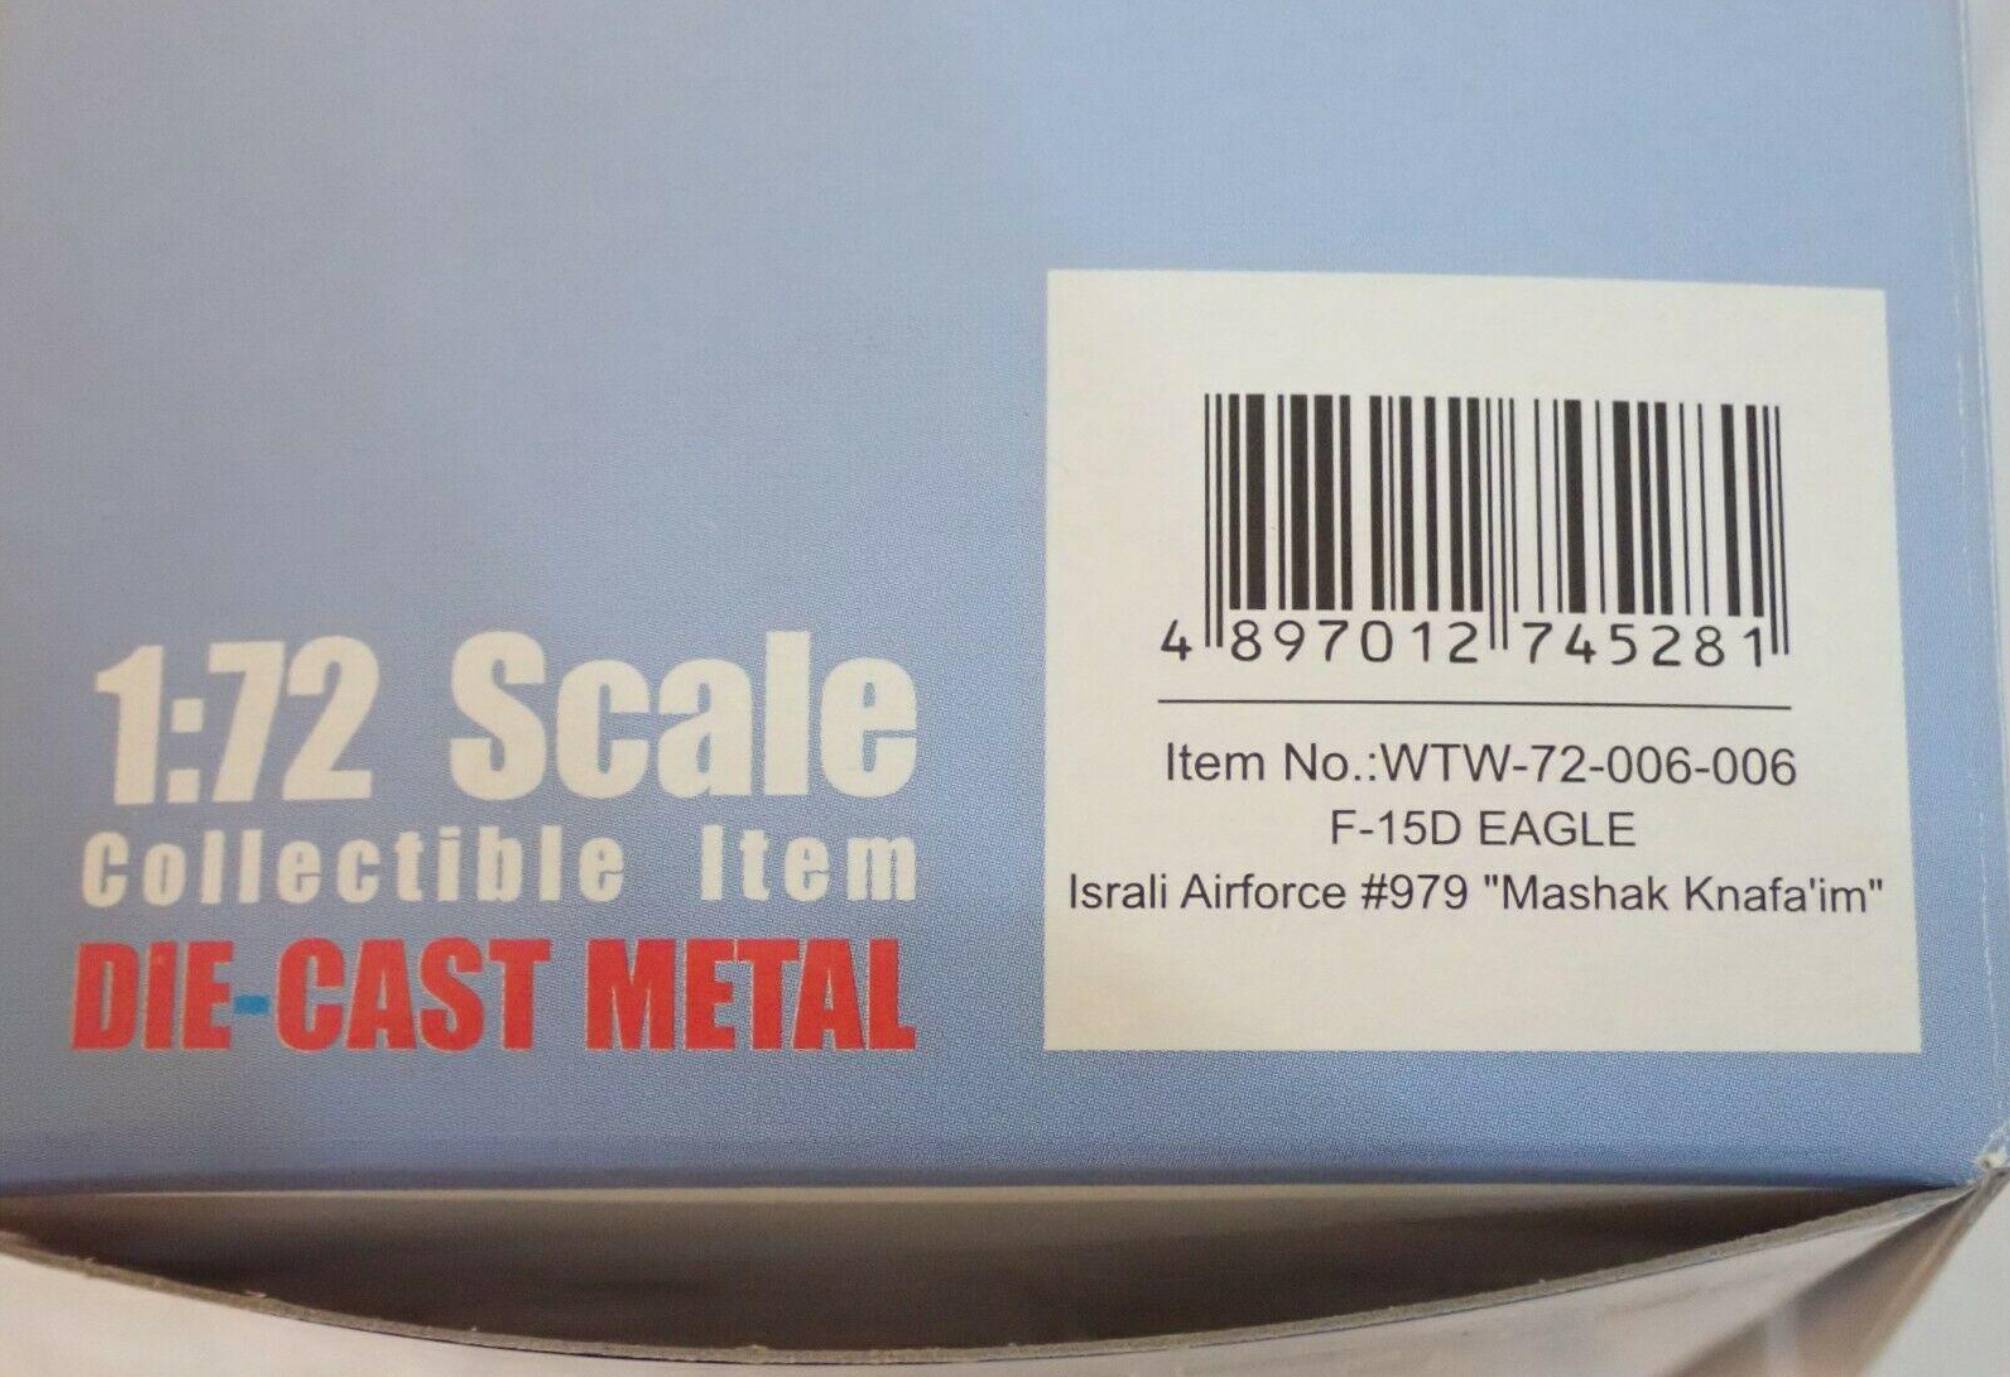 1:72 Scale
Collectible Item
DIE-CAST METAL
4 897012 745281
Item No.:WTW-72-006-006
F-15D EAGLE
Israli Airforce #979 "Mashak Knafa'im"